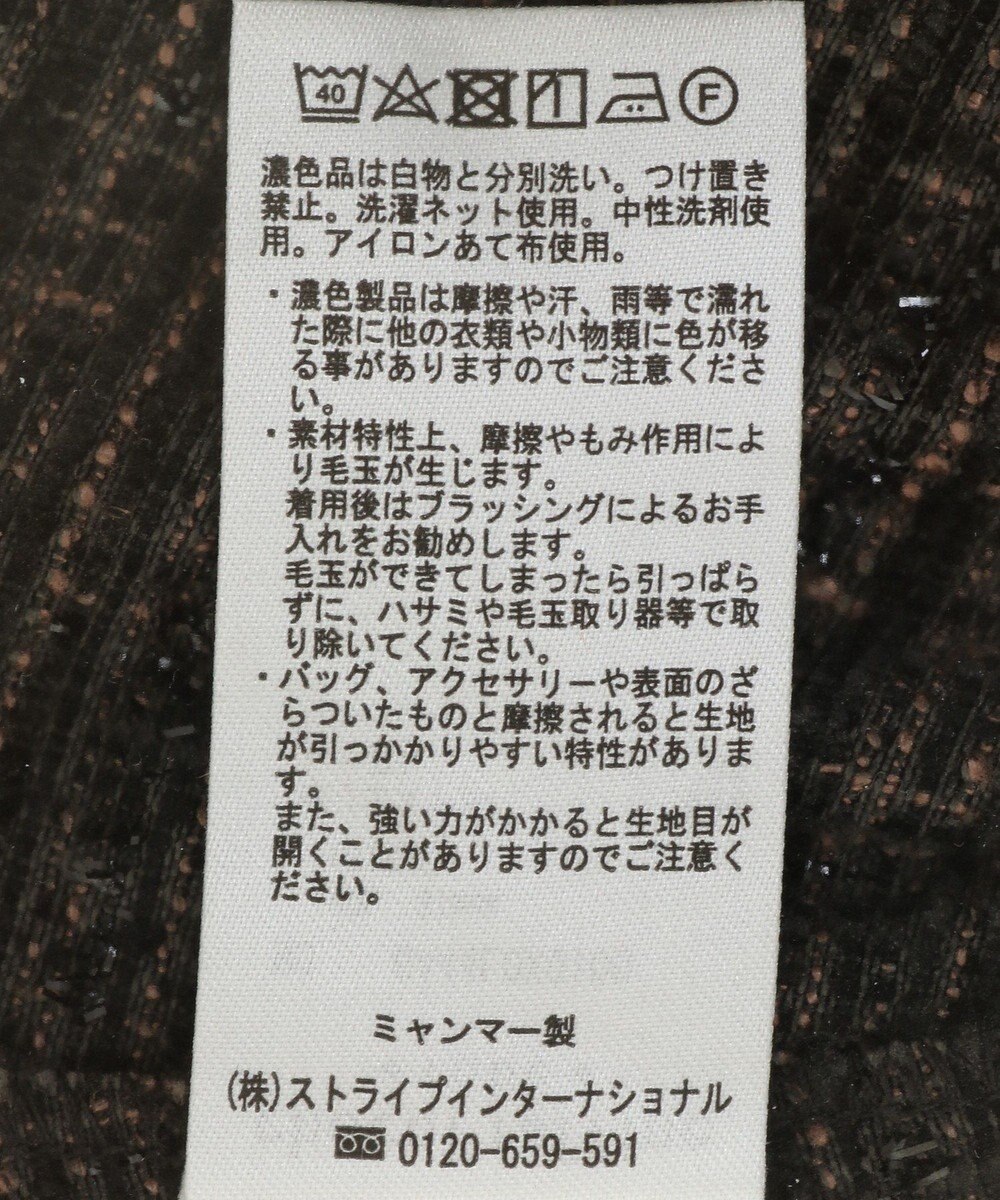 40 F
濃色品は白物と分別洗い。つけ置き
禁止。洗濯ネット使用。中性洗剤使
用。アイロンあて布使用。
・濃色製品は摩擦や汗、雨等で濡れ
た際に他の衣類や小物類に色が移
る事がありますのでご注意くださ
い。
・素材特性上、摩擦やもみ作用によ
り毛玉が生じます。
着用後はブラッシングによるお手
入れをお勧めします。
毛玉ができてしまったら引っぱら
ずに、ハサミや毛玉取り器等で取
り除いてください。
・バッグ、アクセサリーや表面のざ
らついたものと摩擦されると生地
が引っかかりやすい特性がありま
す。
また、強い力がかかると生地目が
開くことがありますのでご注意く
ださい。
ミャンマー製
(株)ストライプインターナショナル
0120-659-591